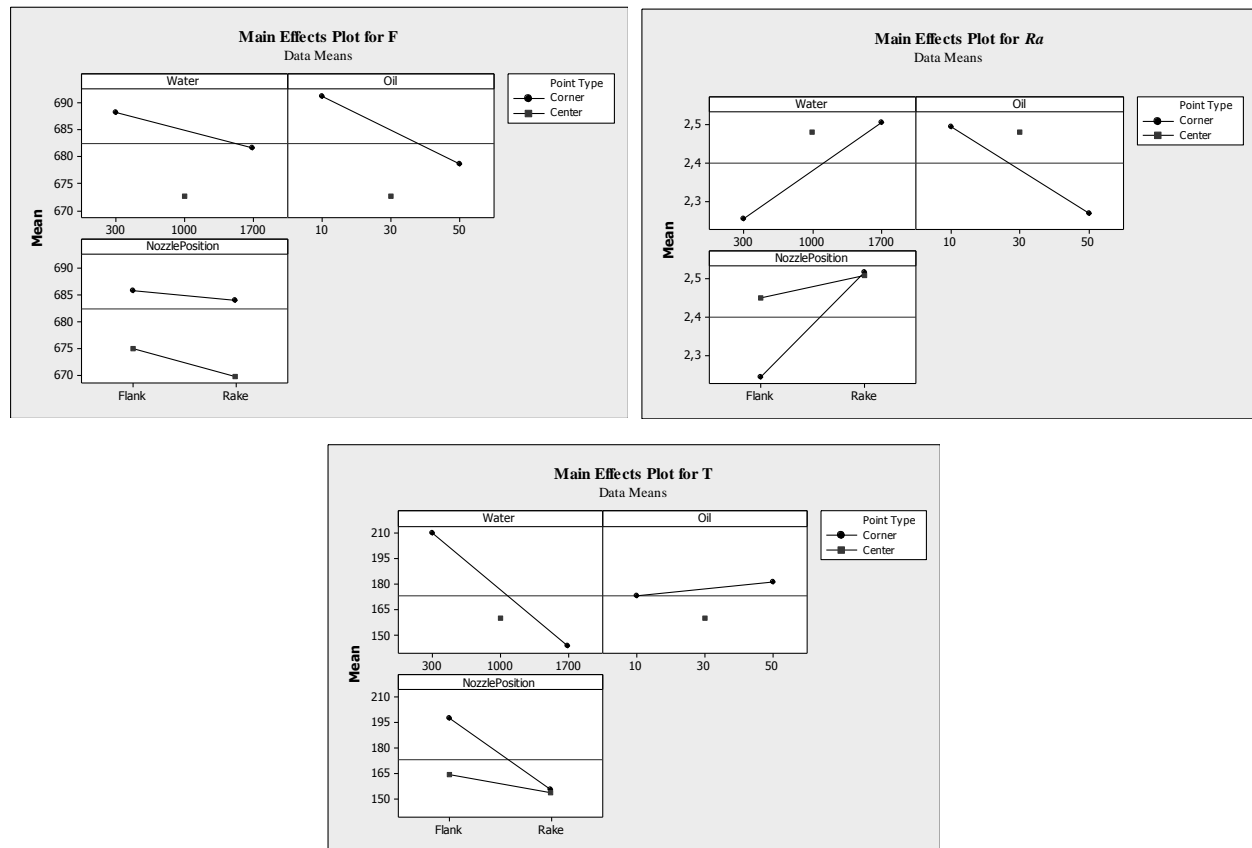 Main Effects Plot for F
Data Means
Water
Oil
Point Type
Corner
Center
690
685
680
675
670
300
1000
1700
10
30
50
Mean
NozzlePosition
690
685
680
675
670
Flank
Rake
Main Effects Plot for Ra
Data Means
Water
Oil
Point Type
Corner
Center
2,5
2,4
2,3
300
1000
1700
10
30
50
Mean
NozzlePosition
2,5
2,4
2,3
Flank
Rake
Main Effects Plot for T
Data Means
Water
Oil
Point Type
Corner
Center
210
195
180
165
150
300
1000
1700
10
30
50
Mean
NozzlePosition
210
195
180
165
150
Flank
Rake